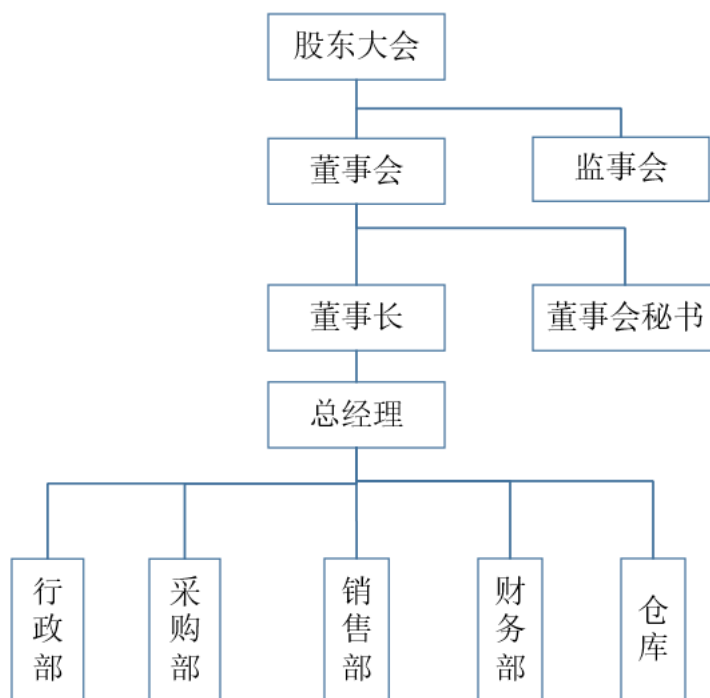 股东大会
董事会
监事会
董事长
董事会秘书
总经理
行政部
采购部
销售部
财务部
仓库